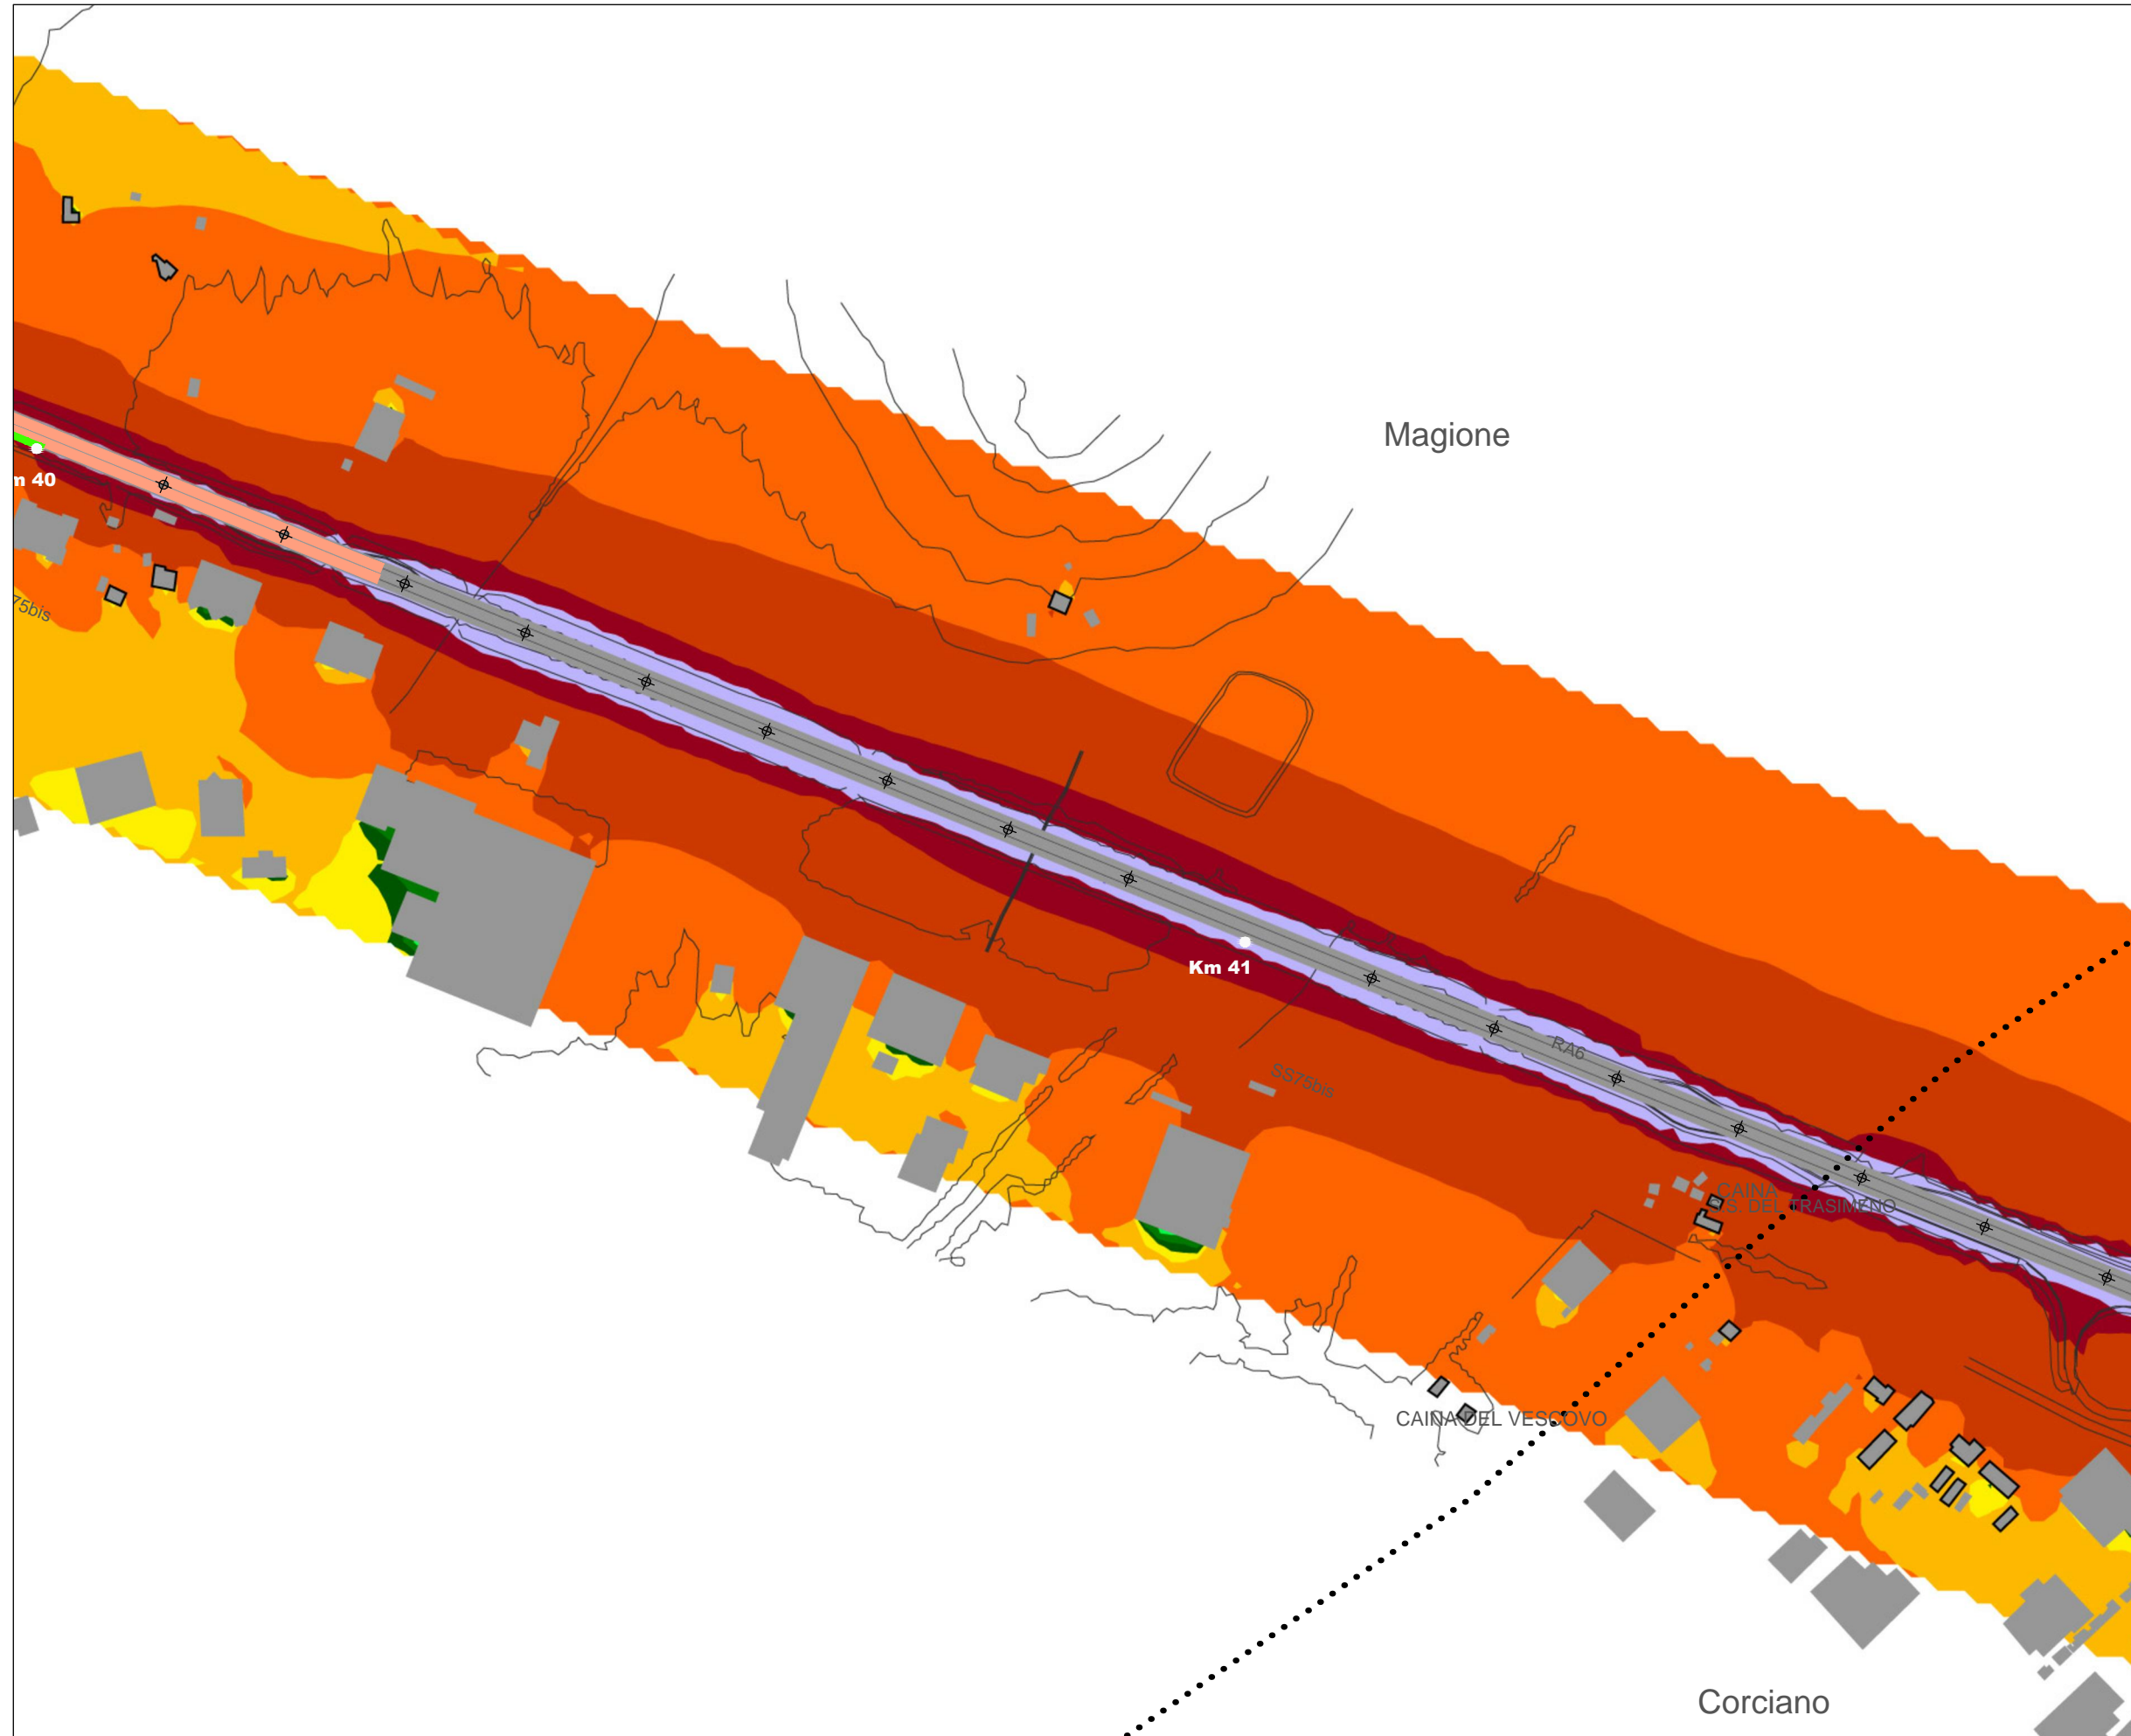 Magione
m 40
75bis
Km 41
RA6
SS75bis
CAINA
S.S. DEL TRASIMENO
CAINA DEL VESCOVO
Corciano